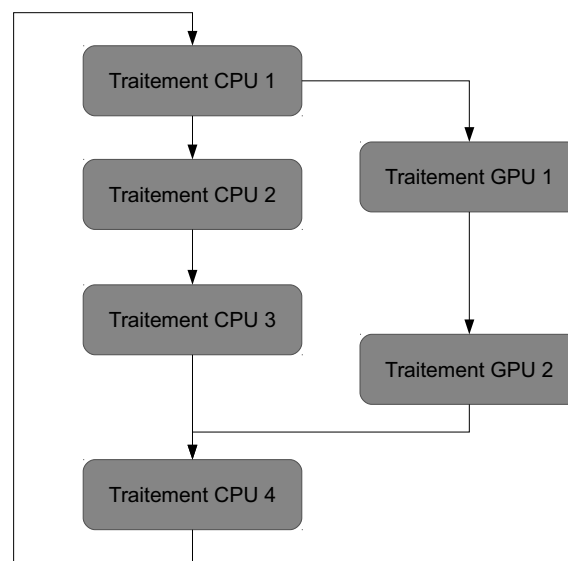 Traitement CPU 1
Traitement GPU 1
Traitement CPU 2
Traitement CPU 3
Traitement GPU 2
Traitement CPU 4